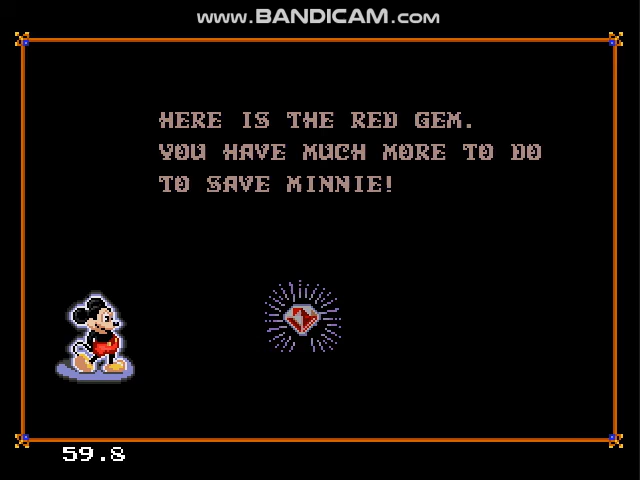 www.BANDICAM.com
HERE IS THE RED GEM.
YOU HAVE MUCH MORE TO DO
TO SAVE MINNIE!
59.8